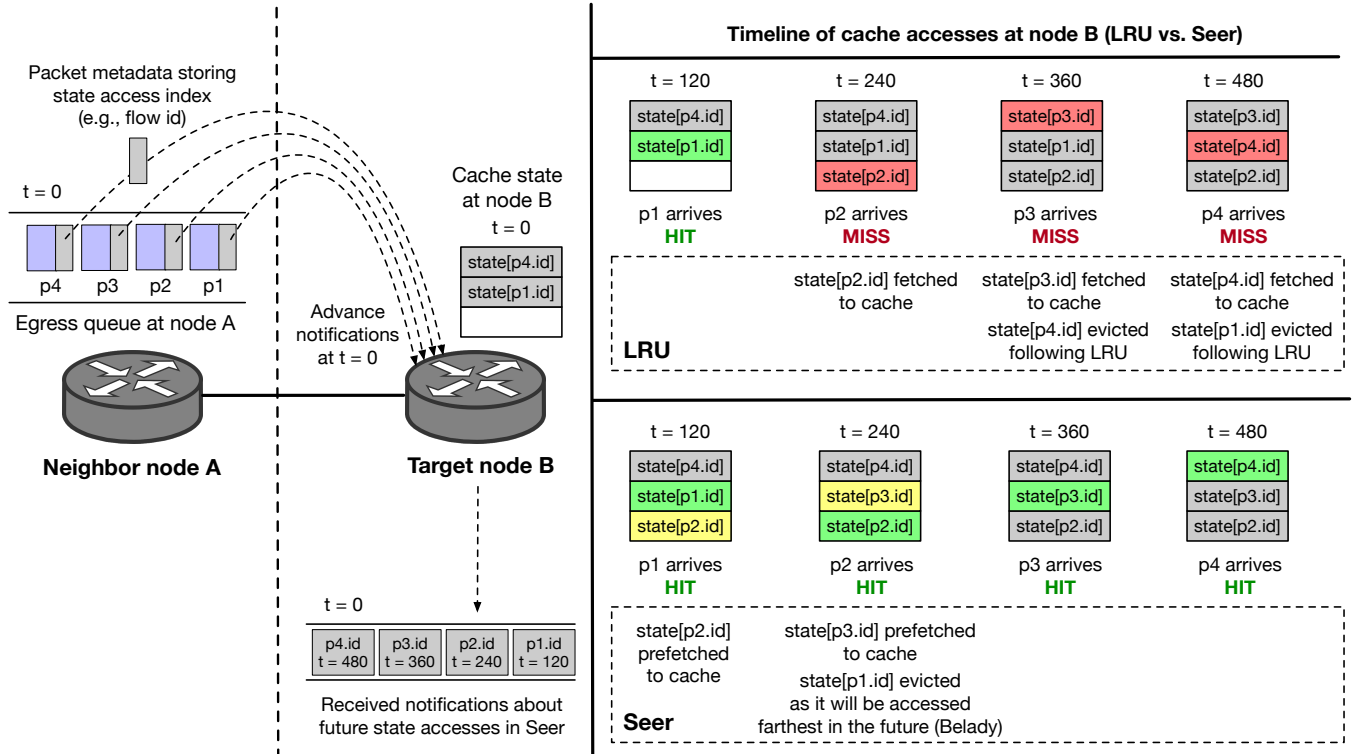 Packet metadata storing
state access index
(e.g., flow id)
t = 0
p4
p3
p2
p1
Egress queue at node A
Cache state
at node B
t = 0
state[p4.id]
state[p1.id]
Advance
notifications
at t = 0
Neighbor node A
Target node B
t = 0
p4.id
t = 480
p3.id
t = 360
p2.id
t = 240
p1.id
t = 120
Received notifications about
future state accesses in Seer
Timeline of cache accesses at node B (LRU vs. Seer)
t = 120
state[p4.id]
state[p1.id]
p1 arrives
HIT
t = 240
state[p4.id]
state[p1.id]
state[p2.id]
p2 arrives
MISS
state[p2.id] fetched
to cache
t = 360
state[p3.id]
state[p1.id]
state[p2.id]
p3 arrives
MISS
state[p3.id] fetched
to cache
state[p4.id] evicted
following LRU
t = 480
state[p3.id]
state[p4.id]
state[p2.id]
p4 arrives
MISS
state[p4.id] fetched
to cache
state[p1.id] evicted
following LRU
LRU
t = 120
state[p4.id]
state[p1.id]
state[p2.id]
p1 arrives
HIT
state[p2.id]
prefetched
to cache
t = 240
state[p4.id]
state[p3.id]
state[p2.id]
p2 arrives
HIT
state[p3.id] prefetched
to cache
state[p1.id] evicted
as it will be accessed
farthest in the future (Belady)
t = 360
state[p4.id]
state[p3.id]
state[p2.id]
p3 arrives
HIT
t = 480
state[p4.id]
state[p3.id]
state[p2.id]
p4 arrives
HIT
Seer